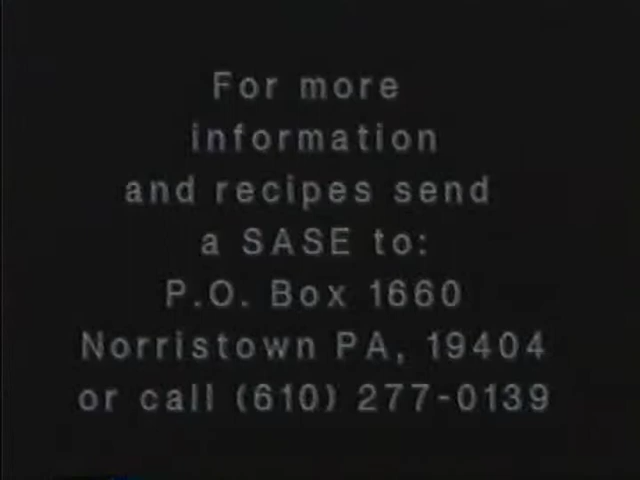 For more
information
and recipes send
a SASE to:
P.O. Box 1660
Norristown PA, 19404
or call (610) 277-0139